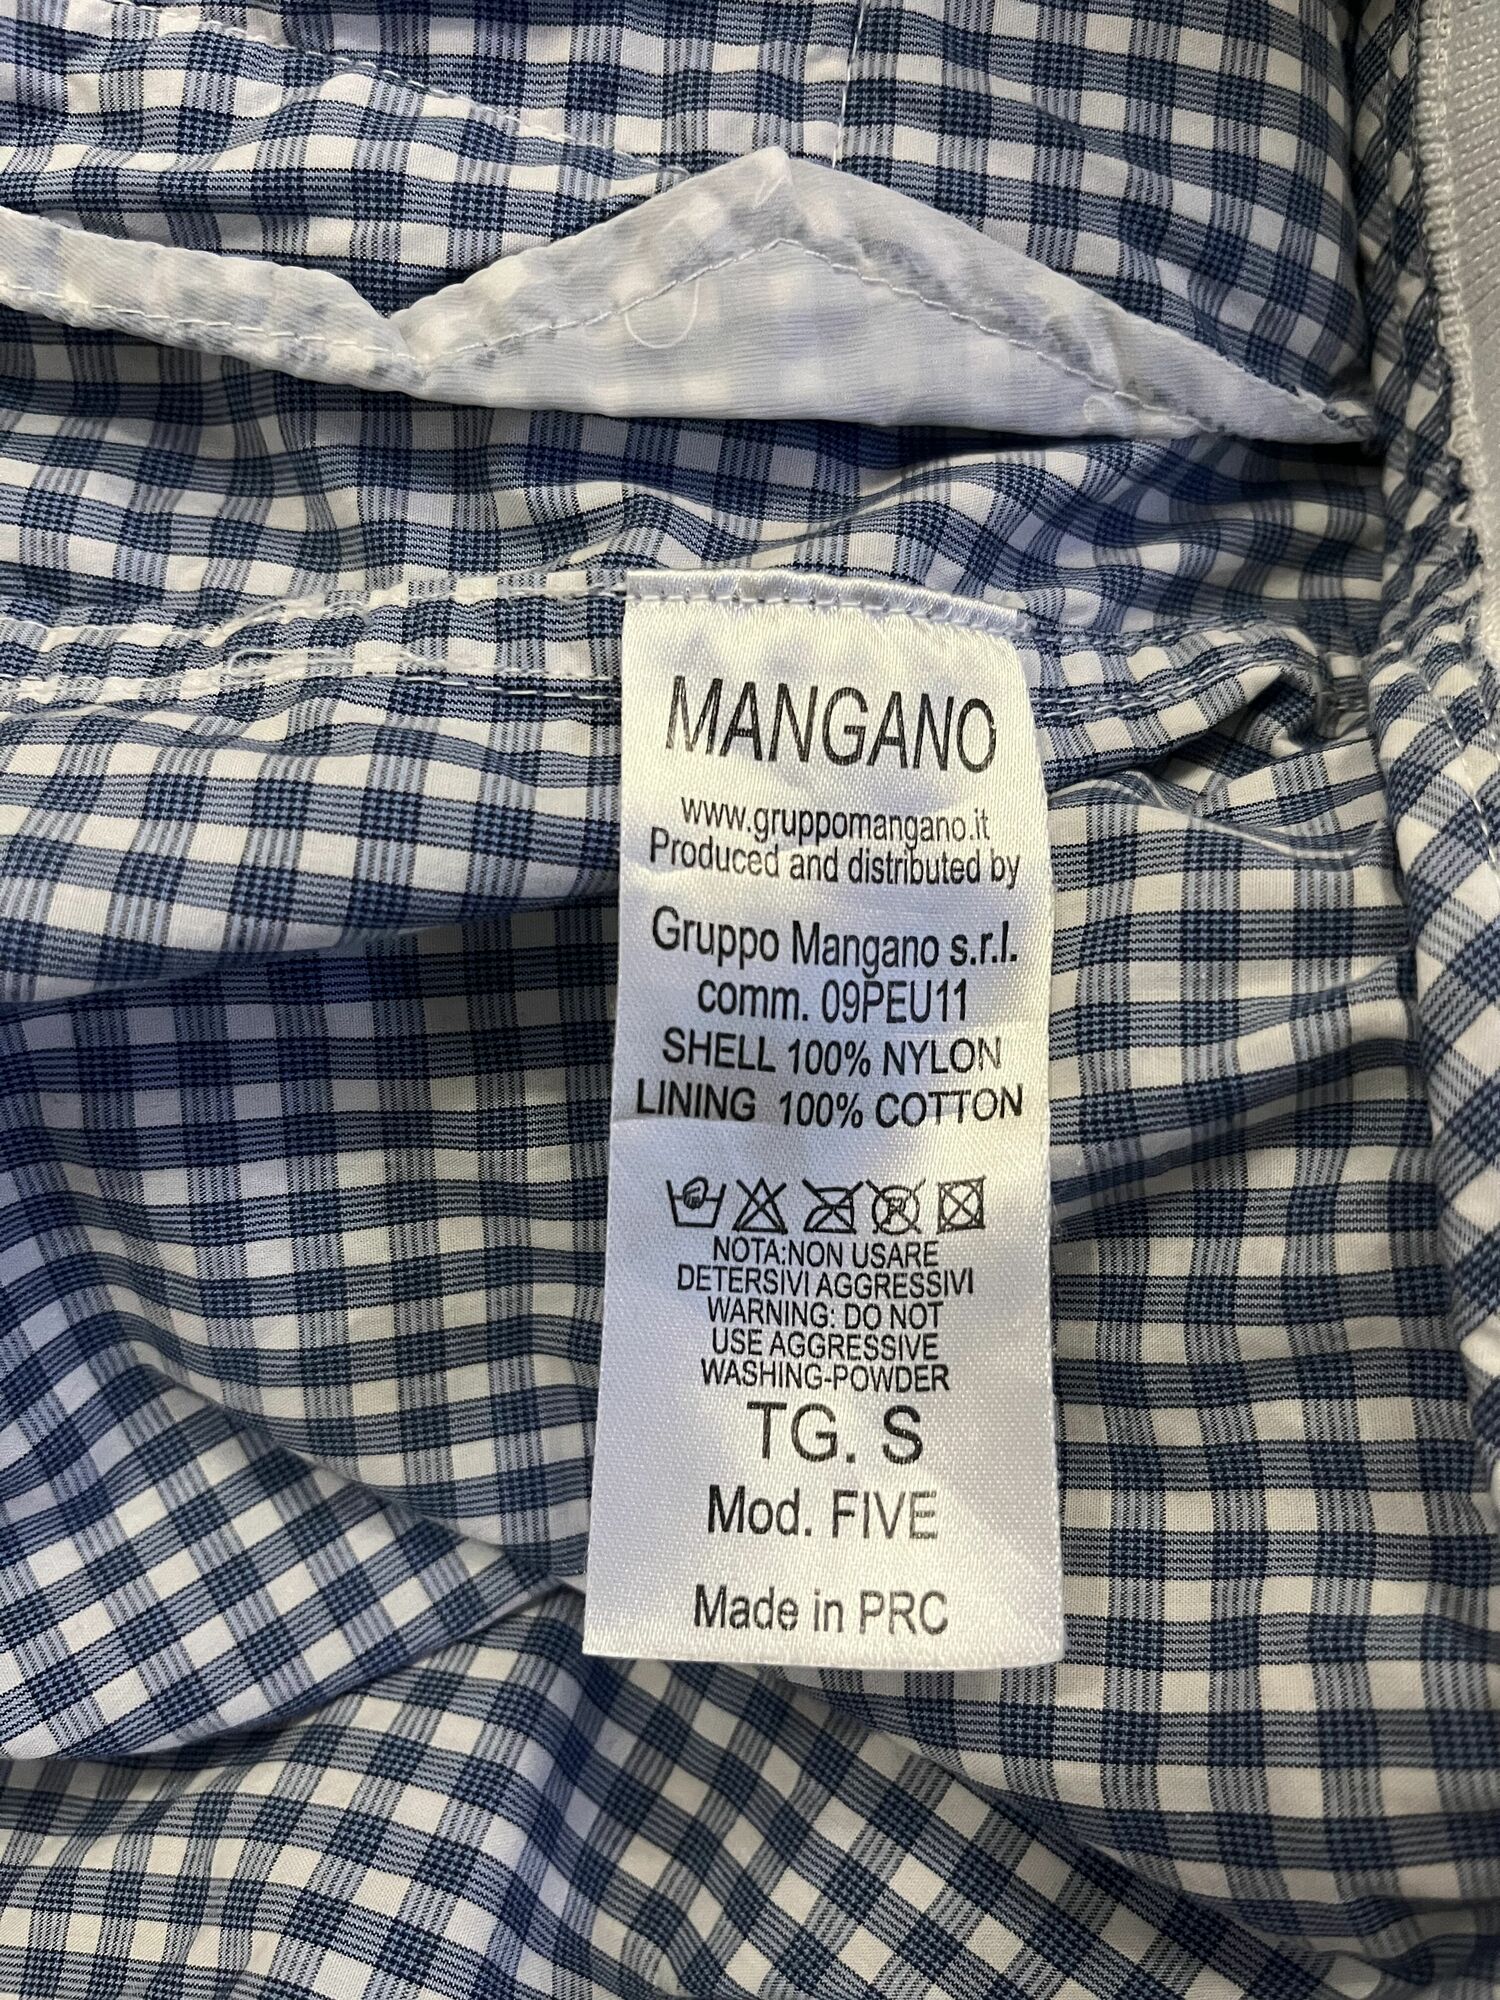 MANGANO
www.gruppomangano.it
Produced and distributed by
Gruppo Mangano s.r.l.
comm. 09PEU11
SHELL 100% NYLON
LINING 100% COTTON
NOTA:NON USARE
DETERSIVI AGGRESSIVI
WARNING: DO NOT
USE AGGRESSIVE
WASHING-POWDER
TG. S
Mod. FIVE
Made in PRC